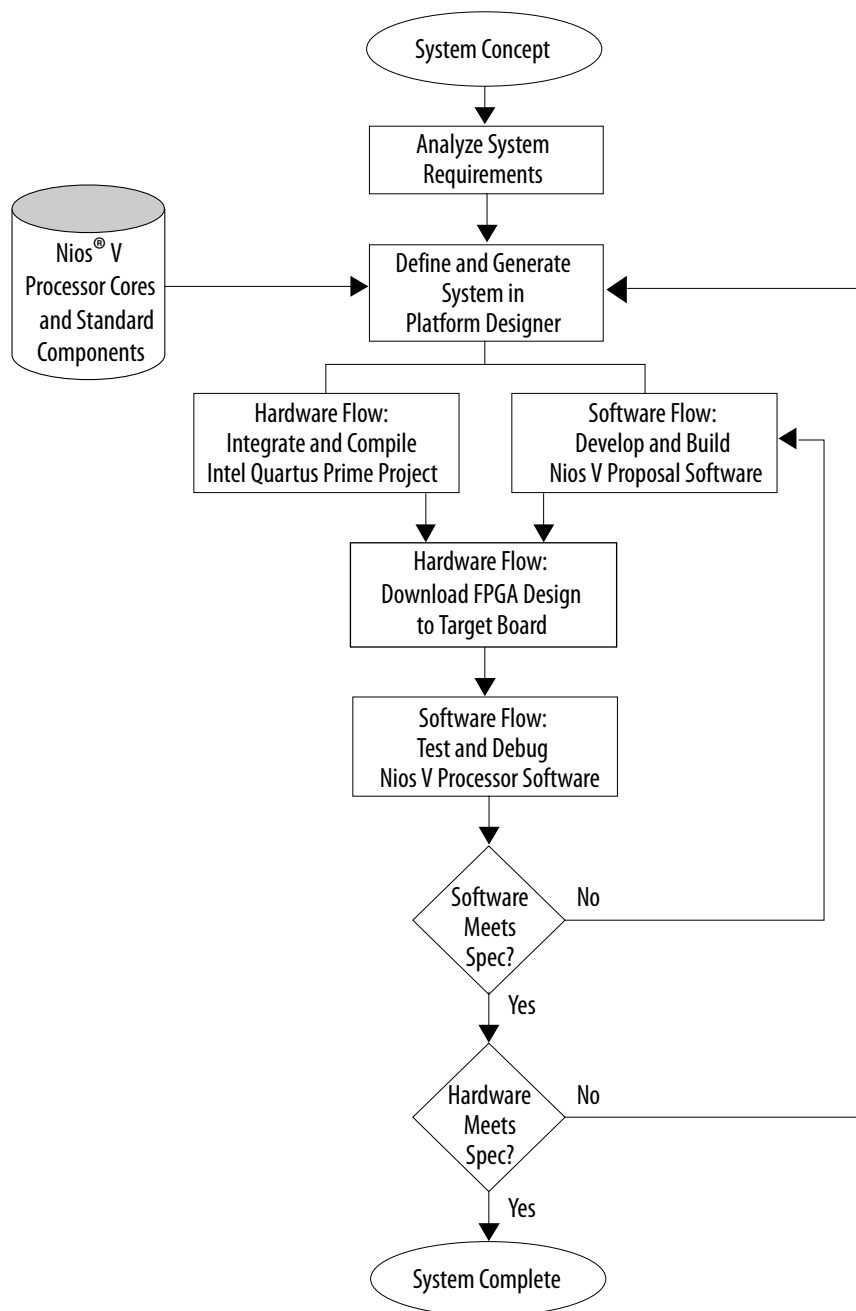 System Concept
Analyze System
Requirements
Nios® V
Processor Cores
and Standard
Components
Define and Generate
System in
Platform Designer
Hardware Flow:
Integrate and Compile
Intel Quartus Prime Project
Software Flow:
Develop and Build
Nios V Proposal Software
Hardware Flow:
Download FPGA Design
to Target Board
Software Flow:
Test and Debug
Nios V Processor Software
Software
Meets
Spec?
No
Yes
Hardware
Meets
Spec?
No
Yes
System Complete